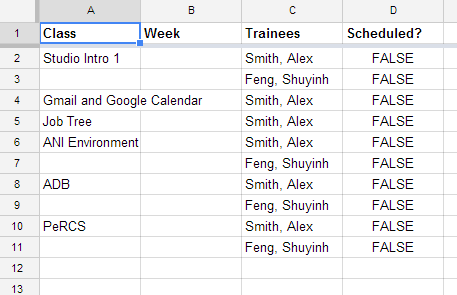 A B C D
1 Class Week Trainees Scheduled?
2 Studio Intro 1 Smith, Alex FALSE
3 Feng, Shuyinh FALSE
4 Gmail and Google Calendar Smith, Alex FALSE
5 Job Tree Smith, Alex FALSE
6 ANI Environment Smith, Alex FALSE
7 Feng, Shuyinh FALSE
8 ADB Smith, Alex FALSE
9 Feng, Shuyinh FALSE
10 PeRCS Smith, Alex FALSE
11 Feng, Shuyinh FALSE
12
13